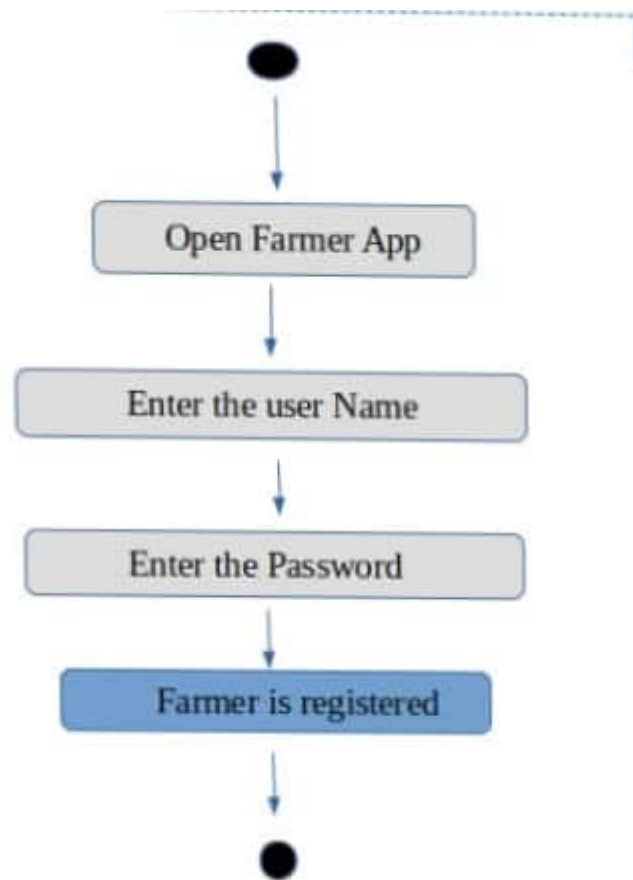 Open Farmer App
Enter the user Name
Enter the Password
Farmer is registered